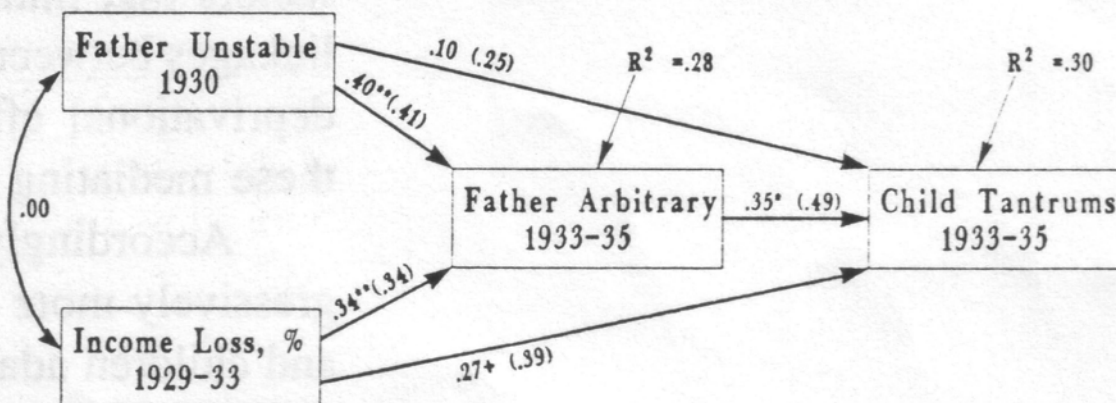 Father Unstable
1930
.10 (.25)
R² =.28
R² =.30
.40**(.41)
.00
Father Arbitrary
1933-35
.35* (.49)
Child Tantrums
1933-35
.34**(.34)
Income Loss, %
1929-33
.27+ (.39)